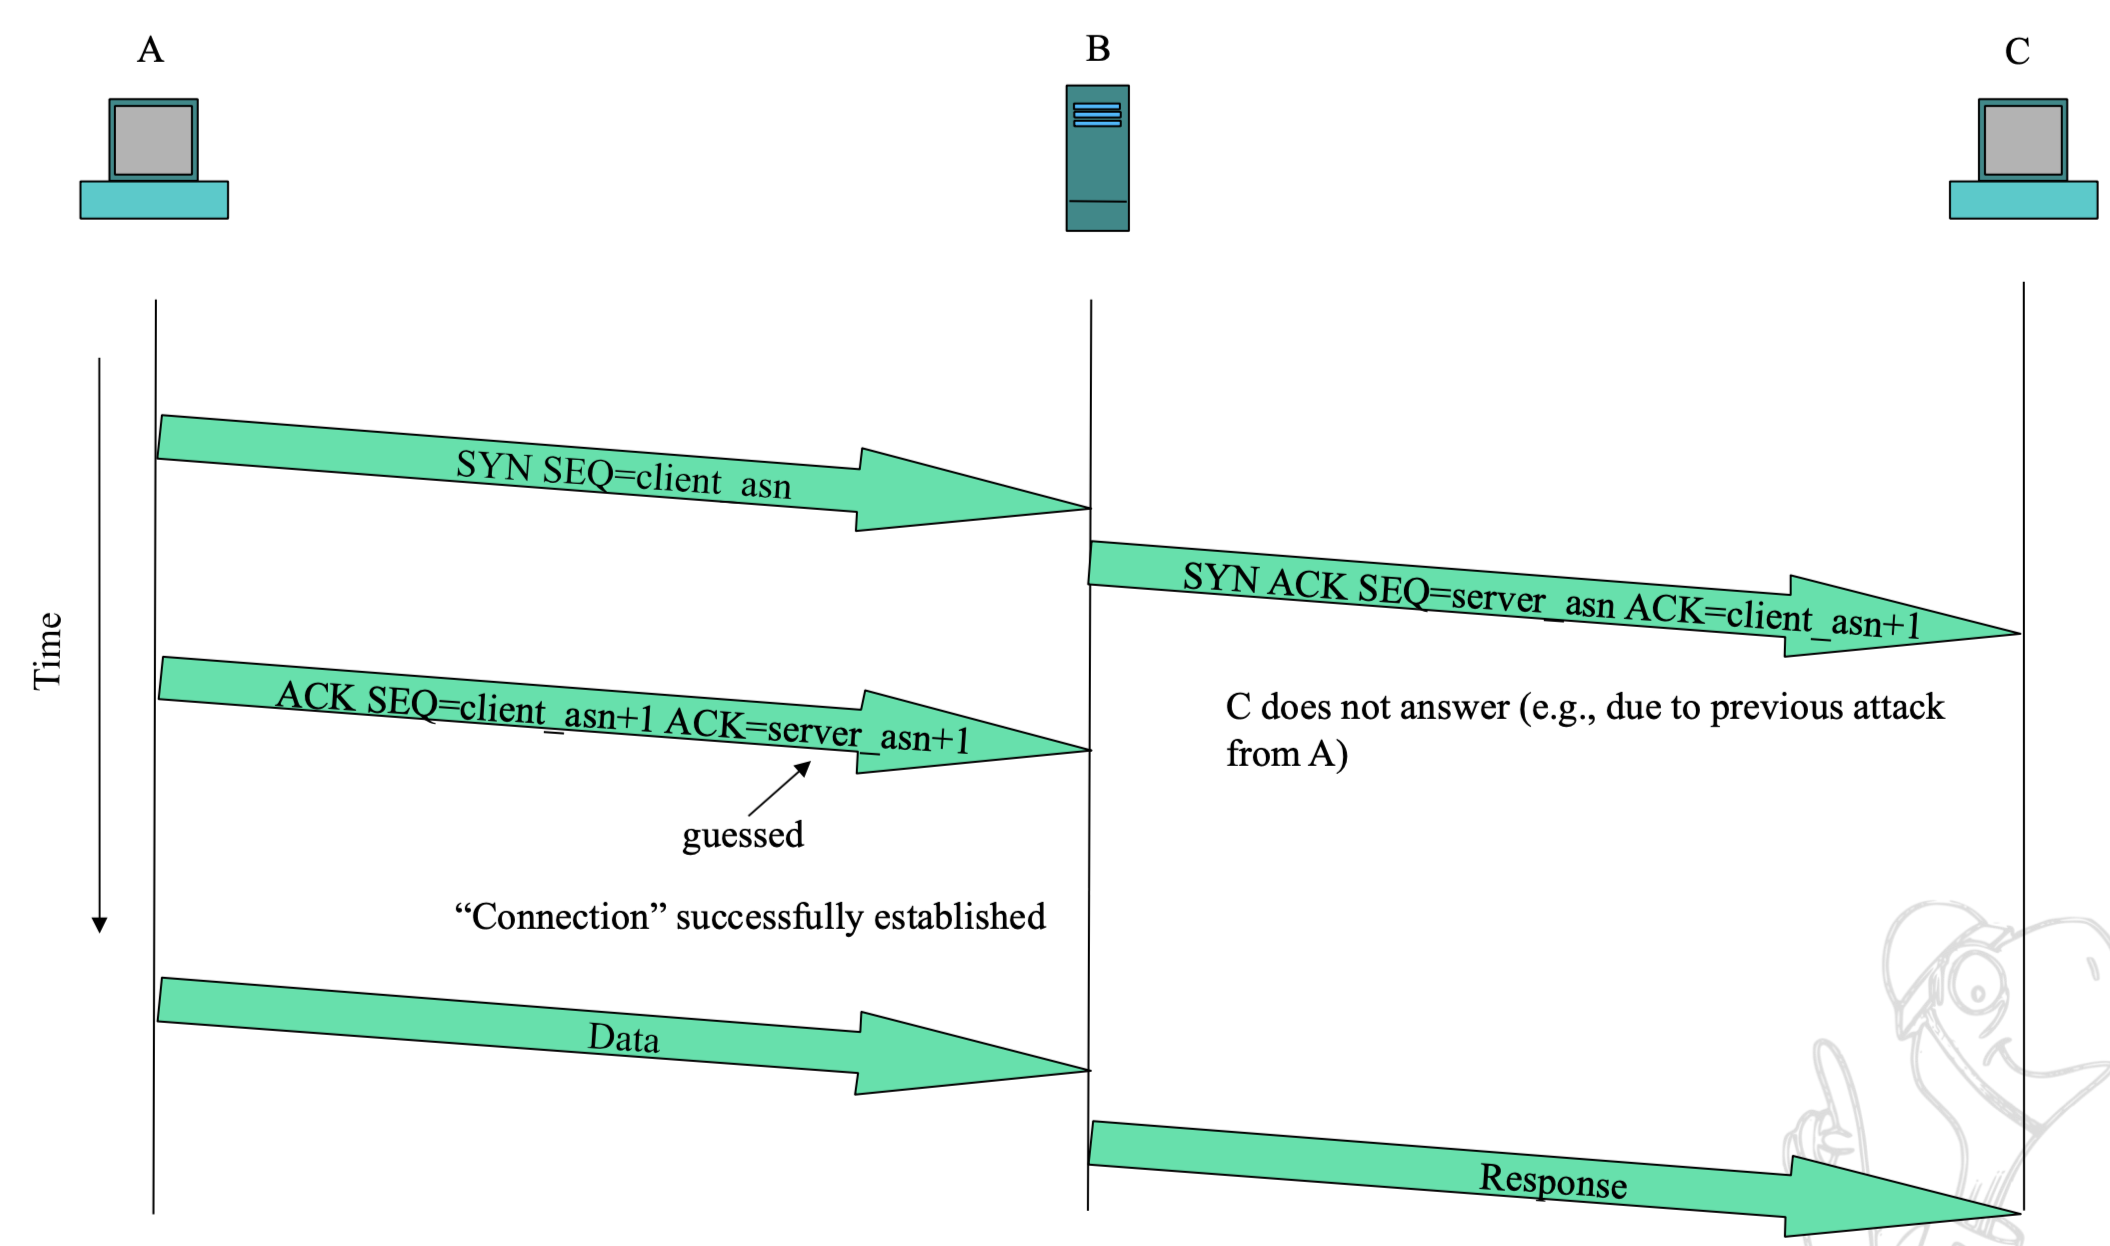 A
B
C
SYN SEQ=client_asn
SYN ACK SEQ=server_asn ACK=client_asn+1
Time
ACK SEQ=client_asn+1 ACK=server_asn+1
C does not answer (e.g., due to previous attack
from A)
guessed
“Connection” successfully established
Data
Response